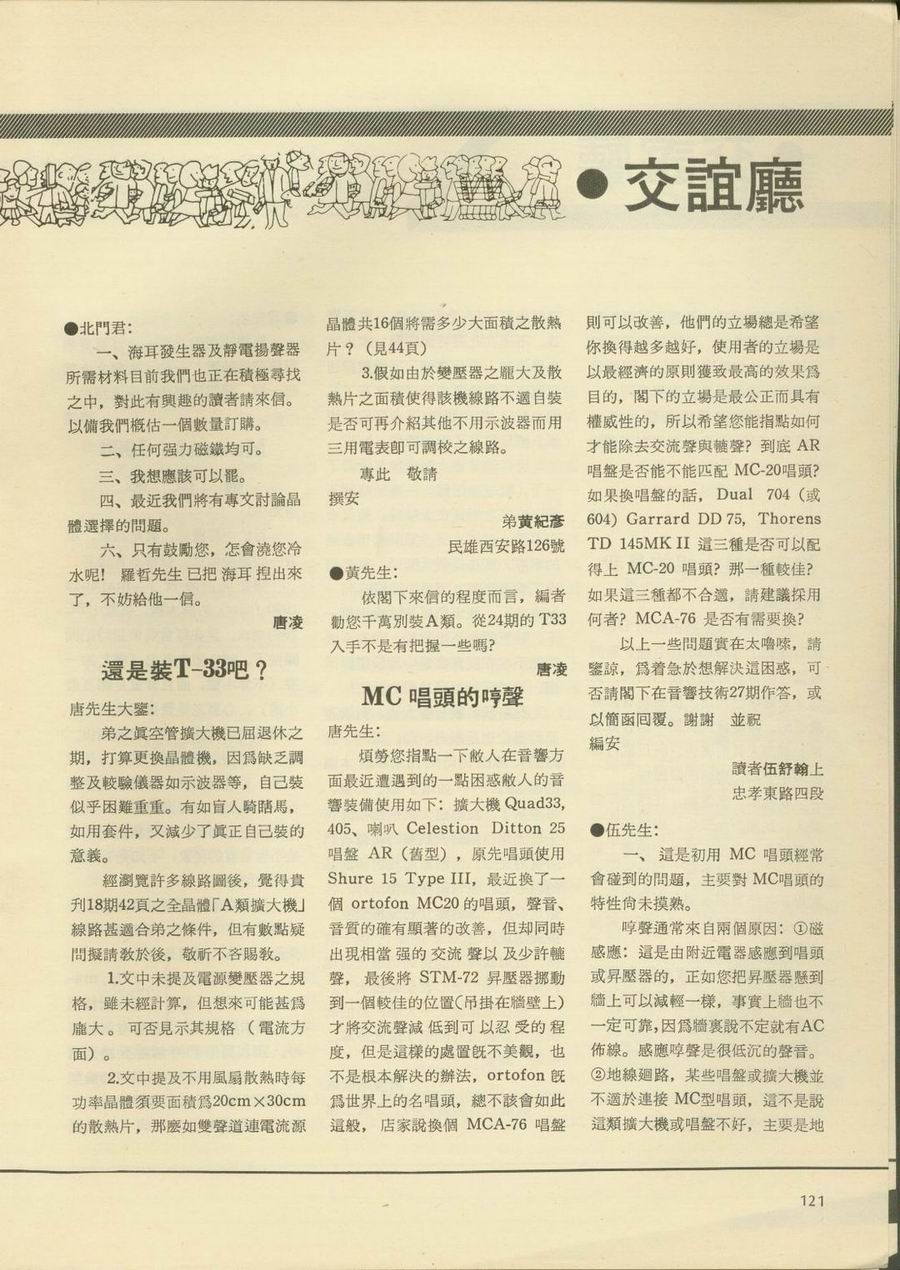 ●交誼廳
●北門君：
一、海耳發生器及靜電揚聲器
所需材料目前我們也正在積極尋找
之中，對此有興趣的讀者請來信。
以備我們概估一個數量訂購。
二、任何强力磁鐵均可。
三、我想應該可以罷。
四、最近我們將有專文討論晶
體選擇的問題。
六、只有鼓勵您，怎會澆您冷
水呢！ 羅哲先生已把海耳揑出來
了，不妨給他一信。
唐凌
還是裝T-33吧？
唐先生大鑒：
弟之眞空管擴大機已屆退休之
期，打算更換晶體機，因爲缺乏調
整及較驗儀器如示波器等，自己裝
似乎困難重重。有如盲人騎瞎馬，
如用套件，又減少了眞正自己裝的
意義。
經瀏覽許多線路圖後，覺得貴
刋18期42頁之全晶體「A類擴大機」
線路甚適合弟之條件，但有數點疑
問擬請敎於後，敬祈不吝賜敎。
1.文中未提及電源變壓器之規
格，雖未經計算，但想來可能甚爲
龐大。可否見示其規格（電流方
面）。
2.文中提及不用風扇散熱時每
功率晶體須要面積爲20cm×30cm
的散熱片，那麽如雙聲道連電流源
晶體共16個將需多少大面積之散熱
片？（見44頁）
3.假如由於變壓器之龐大及散
熱片之面積使得該機線路不適自裝
是否可再介紹其他不用示波器而用
三用電表卽可調校之線路。
專此 敬請
撰安
弟黃紀彥
民雄西安路126號
●黃先生：
依閣下來信的程度而言，編者
勸您千萬別裝A類。從24期的T33
入手不是有把握一些嗎？
唐凌
MC 唱頭的哼聲
唐先生：
煩勞您指點一下敝人在音響方
面最近遭遇到的一點困惑敝人的音
響裝備使用如下：擴大機Quad33,
405、喇叭 Celestion Ditton 25
唱盤 AR（舊型），原先唱頭使用
Shure 15 Type III，最近換了一
個 ortofon MC20 的唱頭，聲音、
音質的確有顯著的改善，但却同時
出現相當强的交流聲以及少許轆
聲，最後將 STM-72 昇壓器挪動
到一個較佳的位置（吊掛在牆壁上）
才將交流聲減低到可以忍受的程
度，但是這樣的處置旣不美觀，也
不是根本解決的辦法，ortofon 旣
爲世界上的名唱頭，總不該會如此
這般，店家說換個 MCA-76 唱盤
則可以改善，他們的立場總是希望
你換得越多越好，使用者的立場是
以最經濟的原則獲致最高的效果爲
目的，閣下的立場是最公正而具有
權威性的，所以希望您能指點如何
才能除去交流聲與轆聲？到底 AR
唱盤是否能不能匹配 MC-20唱頭？
如果換唱盤的話，Dual 704（或
604）Garrard DD 75, Thorens
TD 145MK II 這三種是否可以配
得上 MC-20 唱頭？那一種較佳？
如果這三種都不合適，請建議採用
何者？MCA-76 是否有需要換？
以上一些問題實在太嚕嗦，請
鑒諒，爲着急於想解決這困惑，可
否請閣下在音響技術27期作答，或
以簡函囘覆。謝謝 並祝
編安
讀者伍舒翰上
忠孝東路四段
●伍先生：
一、這是初用 MC 唱頭經常
會碰到的問題，主要對 MC唱頭的
特性尙未摸熟。
哼聲通常來自兩個原因：①磁
感應：這是由附近電器感應到唱頭
或昇壓器的，正如您把昇壓器懸到
牆上可以減輕一樣，事實上牆也不
一定可靠，因爲牆裏說不定就有AC
佈線。感應哼聲是很低沉的聲音。
②地線廻路，某些唱盤或擴大機並
不適於連接 MC型唱頭，這不是說
這類擴大機或唱盤不好，主要是地
121